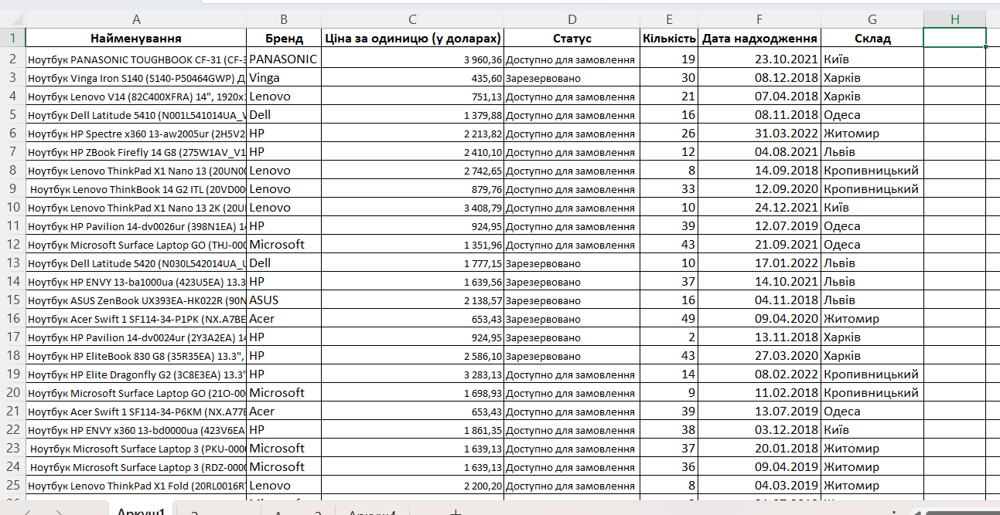 A B C D E F G H
1 Найменування Бренд Ціна за одиницю (у доларах) Статус Кількість Дата надходження Склад
2 Ноутбук PANASONIC TOUGHBOOK CF-31 (CF-3 PANASONIC 3 960,36 Доступно для замовлення 19 23.10.2021 Київ
3 Ноутбук Vinga Iron S140 (S140-P50464GWP) Д Vinga 435,60 Зарезервовано 30 08.12.2018 Харків
4 Ноутбук Lenovo V14 (82C400XFRA) 14", 1920x1 Lenovo 751,13 Доступно для замовлення 21 07.04.2018 Харків
5 Ноутбук Dell Latitude 5410 (N001L541014UA_W Dell 1 379,88 Доступно для замовлення 16 08.11.2018 Одеса
6 Ноутбук HP Spectre x360 13-aw2005ur (2H5V2 HP 2 213,82 Доступно для замовлення 26 31.03.2022 Житомир
7 Ноутбук HP ZBook Firefly 14 G8 (275W1AV_V1 HP 2 410,10 Доступно для замовлення 12 04.08.2021 Львів
8 Ноутбук Lenovo ThinkPad X1 Nano 13 (20UN00 Lenovo 2 742,65 Доступно для замовлення 8 14.09.2018 Кропивницький
9 Ноутбук Lenovo ThinkBook 14 G2 ITL (20VD00 Lenovo 879,76 Доступно для замовлення 33 12.09.2020 Кропивницький
10 Ноутбук Lenovo ThinkPad X1 Nano 13 2K (20U Lenovo 3 408,79 Доступно для замовлення 10 24.12.2021 Київ
11 Ноутбук HP Pavilion 14-dv0026ur (398N1EA) 14 HP 924,95 Доступно для замовлення 39 12.07.2019 Одеса
12 Ноутбук Microsoft Surface Laptop GO (THJ-000 Microsoft 1 351,96 Доступно для замовлення 43 21.09.2021 Одеса
13 Ноутбук Dell Latitude 5420 (N030L542014UA_U Dell 1 777,15 Зарезервовано 10 17.01.2022 Львів
14 Ноутбук HP ENVY 13-ba1000ua (423U5EA) 13.3 HP 1 639,56 Зарезервовано 37 14.10.2021 Львів
15 Ноутбук ASUS ZenBook UX393EA-HK022R (90N ASUS 2 138,57 Зарезервовано 16 04.11.2018 Львів
16 Ноутбук Acer Swift 1 SF114-34-P1PK (NX.A7BE Acer 653,43 Зарезервовано 49 09.04.2020 Житомир
17 Ноутбук HP Pavilion 14-dv0024ur (2Y3A2EA) 14 HP 924,95 Зарезервовано 2 13.11.2018 Харків
18 Ноутбук HP EliteBook 830 G8 (35R35EA) 13.3", HP 2 586,10 Зарезервовано 43 27.03.2020 Харків
19 Ноутбук HP Elite Dragonfly G2 (3C8E3EA) 13.3" HP 3 283,13 Доступно для замовлення 14 08.02.2022 Кропивницький
20 Ноутбук Microsoft Surface Laptop GO (21O-00 Microsoft 1 698,93 Доступно для замовлення 9 11.02.2018 Кропивницький
21 Ноутбук Acer Swift 1 SF114-34-P6KM (NX.A77E Acer 653,43 Доступно для замовлення 39 13.07.2019 Одеса
22 Ноутбук HP ENVY x360 13-bd0000ua (423V6EA HP 1 861,35 Доступно для замовлення 38 03.12.2018 Київ
23 Ноутбук Microsoft Surface Laptop 3 (PKU-000 Microsoft 1 639,13 Доступно для замовлення 37 20.01.2018 Житомир
24 Ноутбук Microsoft Surface Laptop 3 (RDZ-000 Microsoft 1 639,13 Доступно для замовлення 36 09.04.2019 Житомир
25 Ноутбук Lenovo ThinkPad X1 Fold (20RL0016RT Lenovo 2 200,20 Доступно для замовлення 8 04.03.2019 Житомир
Аркуш1 Аркуш4